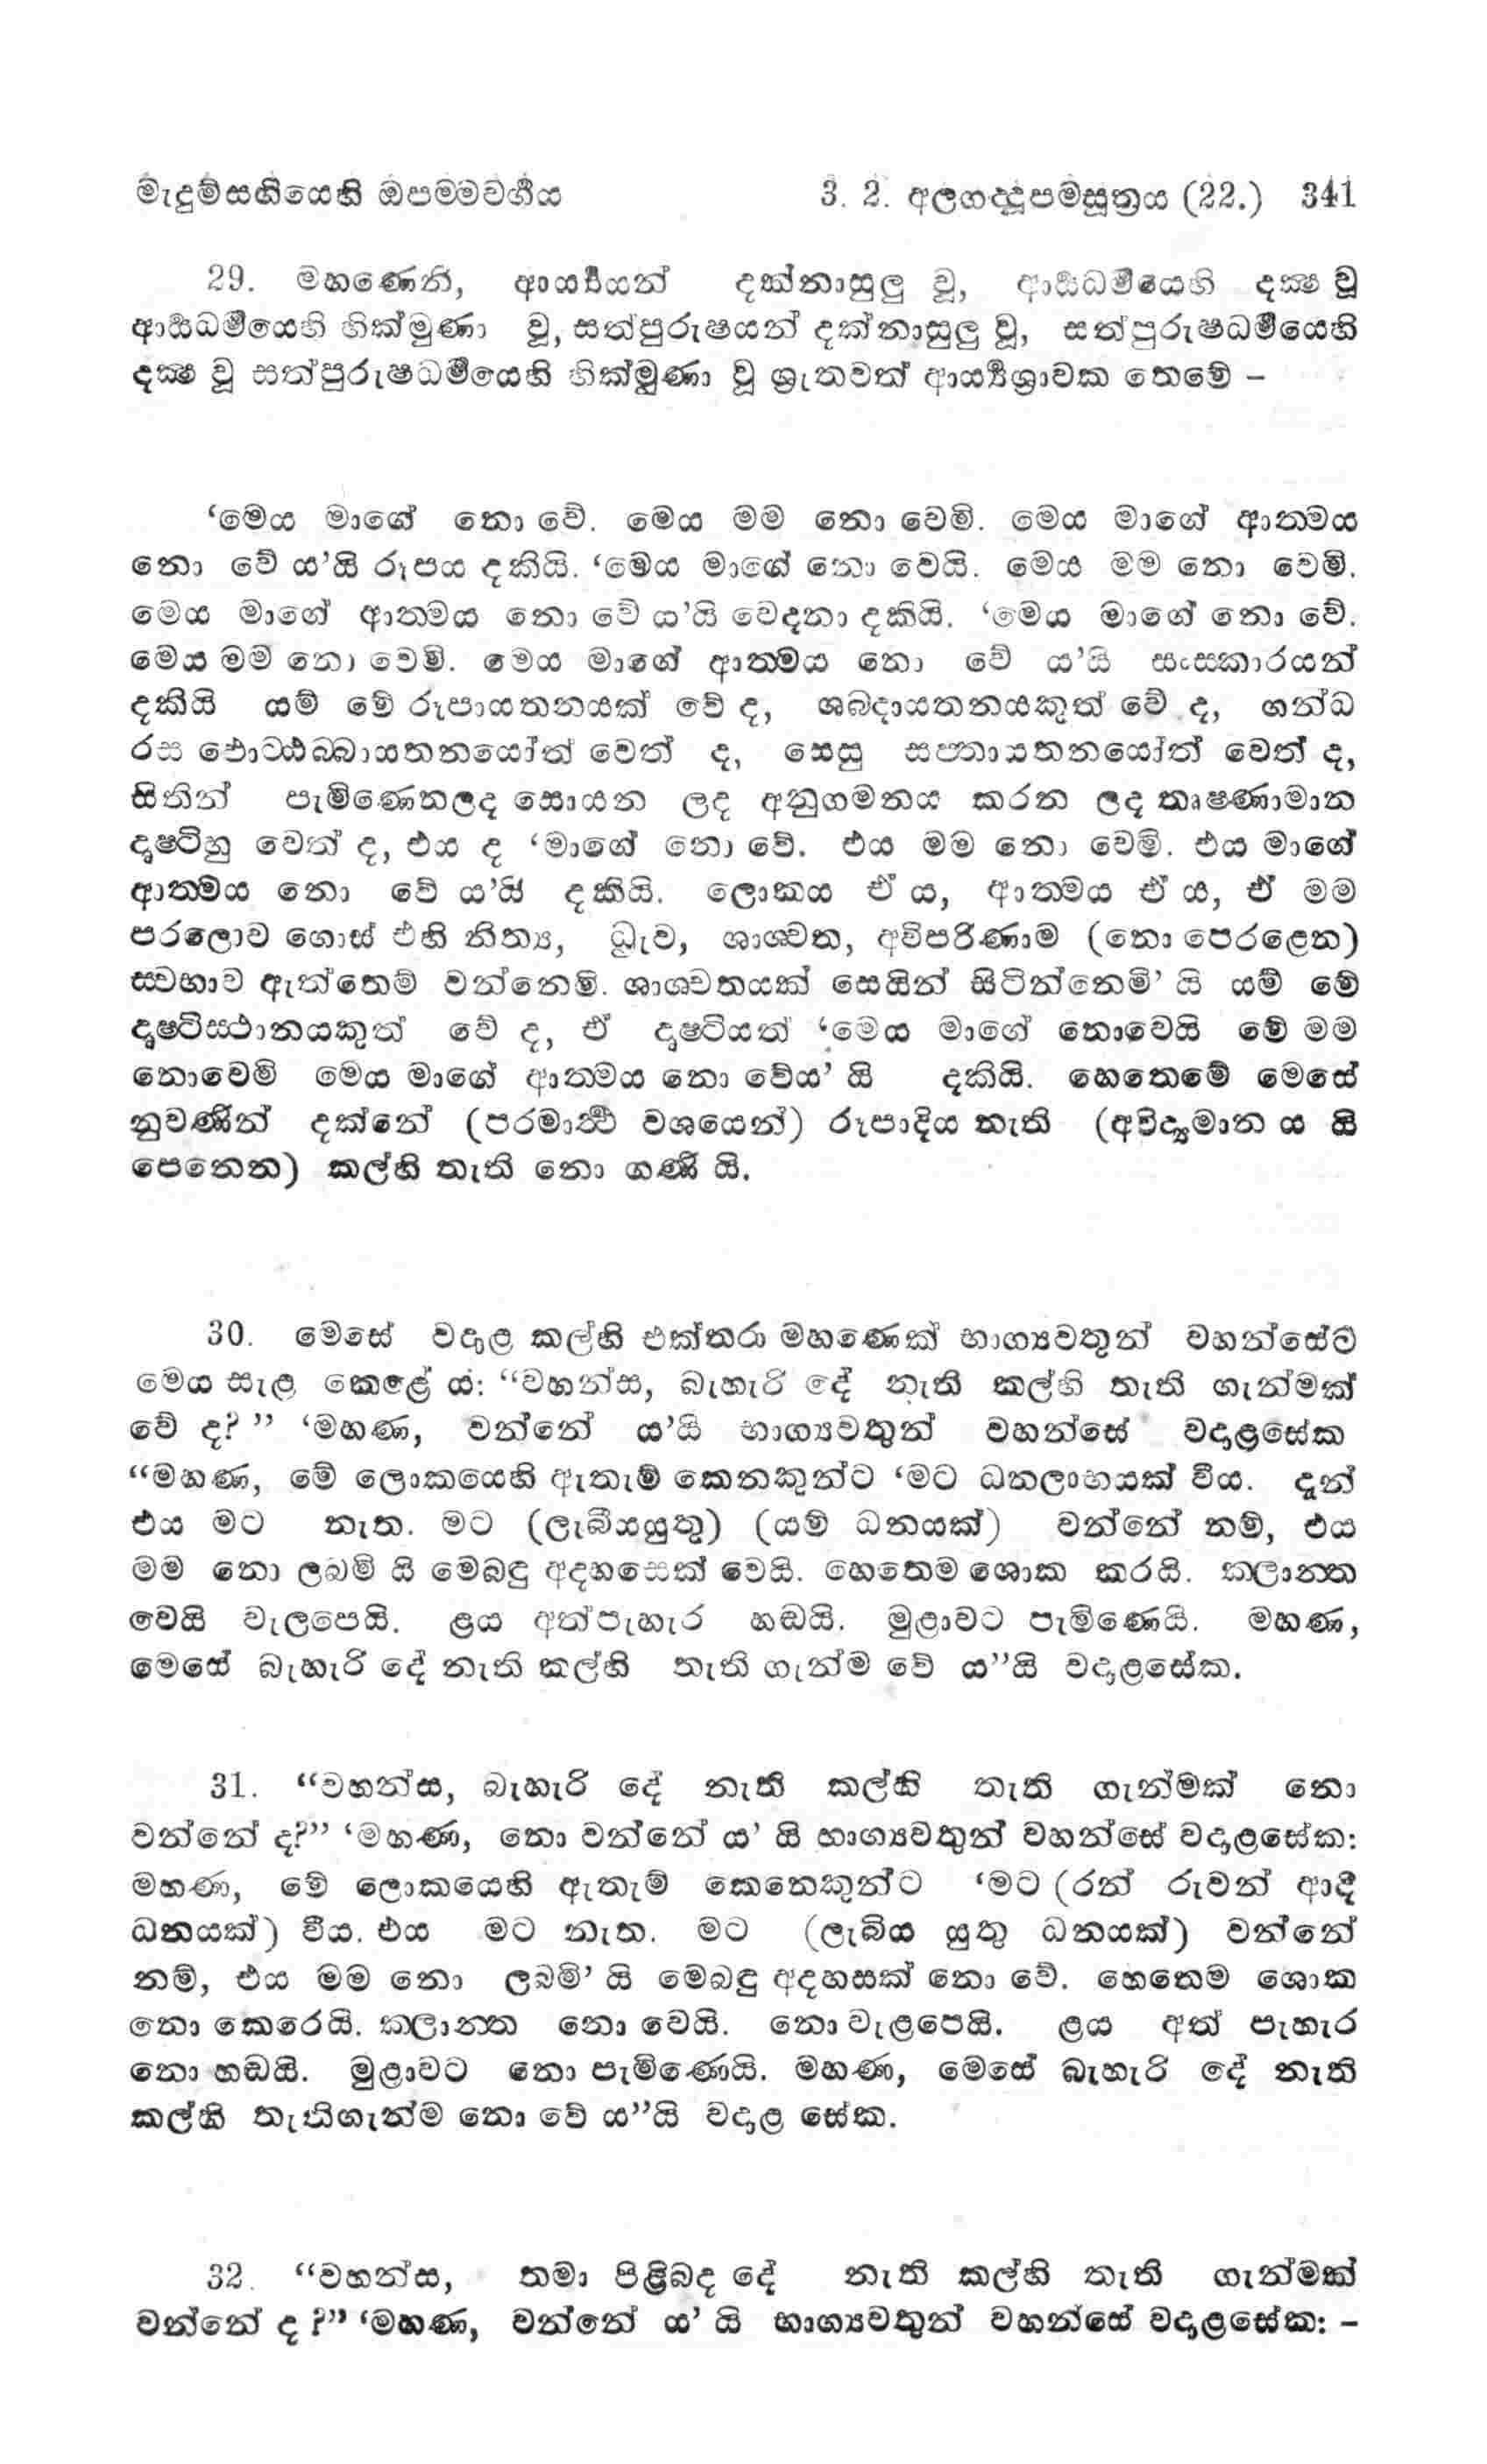 මැදුම්සඟියෙහි ඔපම්මවර්‍ගය 3. 2. අලගද්දූපමසූත්‍රය (22.) 341
29. මහණෙනි, ආර්‍ය්‍යයන් දක්නාසුලු වූ, ආර්‍ය්‍යධර්‍මයෙහි දක්‍ෂ වූ
ආර්‍ය්‍යධර්‍මයෙහි හික්මුණා වූ, සත්පුරුෂයන් දක්නාසුලු වූ, සත්පුරුෂධර්‍මයෙහි
දක්‍ෂ වූ සත්පුරුෂධර්‍මයෙහි හික්මුණා වූ ශ්‍රුතවත් ආර්‍ය්‍යශ්‍රාවක තෙමේ –
‘මෙය මාගේ නො වේ. මෙය මම නො වෙමි. මෙය මාගේ ආත්මය
නො වේ ය’යි රූපය දකියි. ‘මෙය මාගේ නො වෙයි. මෙය මම නො වෙමි.
මෙය මාගේ ආත්මය නො වේ ය’යි වෙදනා දකියි. ‘මෙය මාගේ නො වේ.
මෙය මම නො වෙමි. මෙය මාගේ ආත්මය නො වේ ය’යි සංස්කාරයන්
දකියි යම් මේ රූපායතනයක් වේ ද, ශබ්දායතනයකුත් වේ ද, ගන්ධ
රස ඵොට්ඨබ්බායතනයෝත් වෙත් ද, සෙසු සප්තායතනයෝත් වෙත් ද,
සිතින් පැමිණෙනලද සොයන ලද අනුගමනය කරන ලද තෘෂ්ණාමාන
දෘෂ්ටිහු වෙත් ද, එය ද ‘මාගේ නො වේ. එය මම නො වෙමි. එය මාගේ
ආත්මය නො වේ ය’යි දකියි. ලොකය ඒ ය, ආත්මය ඒ ය, ඒ මම
පරලොව ගොස් එහි නිත්‍ය, ධ්‍රැව, ශාශ්වත, අවිපරිණාම (නො පෙරළෙන)
ස්වභාව ඇත්තෙම් වන්නෙමි. ශාශ්වතයක් සෙයින් සිටින්නෙමි’ යි යම් මේ
දෘෂ්ටිස්ථානයකුත් වේ ද, ඒ දෘෂ්ටියත් ‘මෙය මාගේ නොවෙයි මේ මම
නොවෙමි මෙය මාගේ ආත්මය නො වේය’ යි දකියි. හෙතෙමේ මෙසේ
නුවණින් දක්නේ (පරමාර්‍ථ වශයෙන්) රූපාදිය නැති (අවිද්‍යමාන ය යි
පෙනෙන) කල්හි තැති නො ගණී යි.
30. මෙසේ වදාළ කල්හි එක්තරා මහණෙක් භාග්‍යවතුන් වහන්සේට
මෙය සැළ කෙළේ ය: “වහන්ස, බැහැරි දේ නැති කල්හි තැති ගැන්මක්
වේ ද?” ‘මහණ, වන්නේ ය’යි භාග්‍යවතුන් වහන්සේ වදාළසේක
“මහණ, මේ ලොකයෙහි ඇතැම් කෙනකුන්ට ‘මට ධනලාභයක් විය. දැන්
එය මට නැත. මට (ලැබීයයුතු) (යම් ධනයක්) වන්නේ නම්, එය
මම නො ලබමි යි මෙබඳු අදහසෙක් වෙයි. හෙතෙම ශොක කරයි. ක්ලාන්ත
වෙයි වැලපෙයි. ළය අත්පැහැර හඬයි. මුළාවට පැමිණෙයි. මහණ,
මෙසේ බැහැරි දේ නැති කල්හි තැති ගැන්ම වේ ය”යි වදාළසේක.
31. “වහන්ස, බැහැරි දේ නැති කල්හි තැති ගැන්මක් නො
වන්නේ ද?” ‘මහණ, නො වන්නේ ය’ යි භාග්‍යවතුන් වහන්සේ වදාළසේක:
මහණ, මේ ලොකයෙහි ඇතැම් කෙනෙකුන්ට ‘මට (රන් රුවන් ආදී
ධනයක්) විය. එය මට නැත. මට (ලැබිය යුතු ධනයක්) වන්නේ
නම්, එය මම නො ලබමි’ යි මෙබඳු අදහසක් නො වේ. හෙතෙම ශොක
නො කෙරෙයි. ක්ලාන්ත නො වෙයි. නො වැළපෙයි. ළය අත් පැහැර
නො හඬයි. මුළාවට නො පැමිණෙයි. මහණ, මෙසේ බැහැරි දේ නැති
කල්හි තැතිගැන්ම නො වේ ය”යි වදාළ සේක.
32. “වහන්ස, තමා පිළිබද දේ නැති කල්හි තැති ගැන්මක්
වන්නේ ද ?” ‘මහණ, වන්නේ ය’ යි භාග්‍යවතුන් වහන්සේ වදාළසේක: –